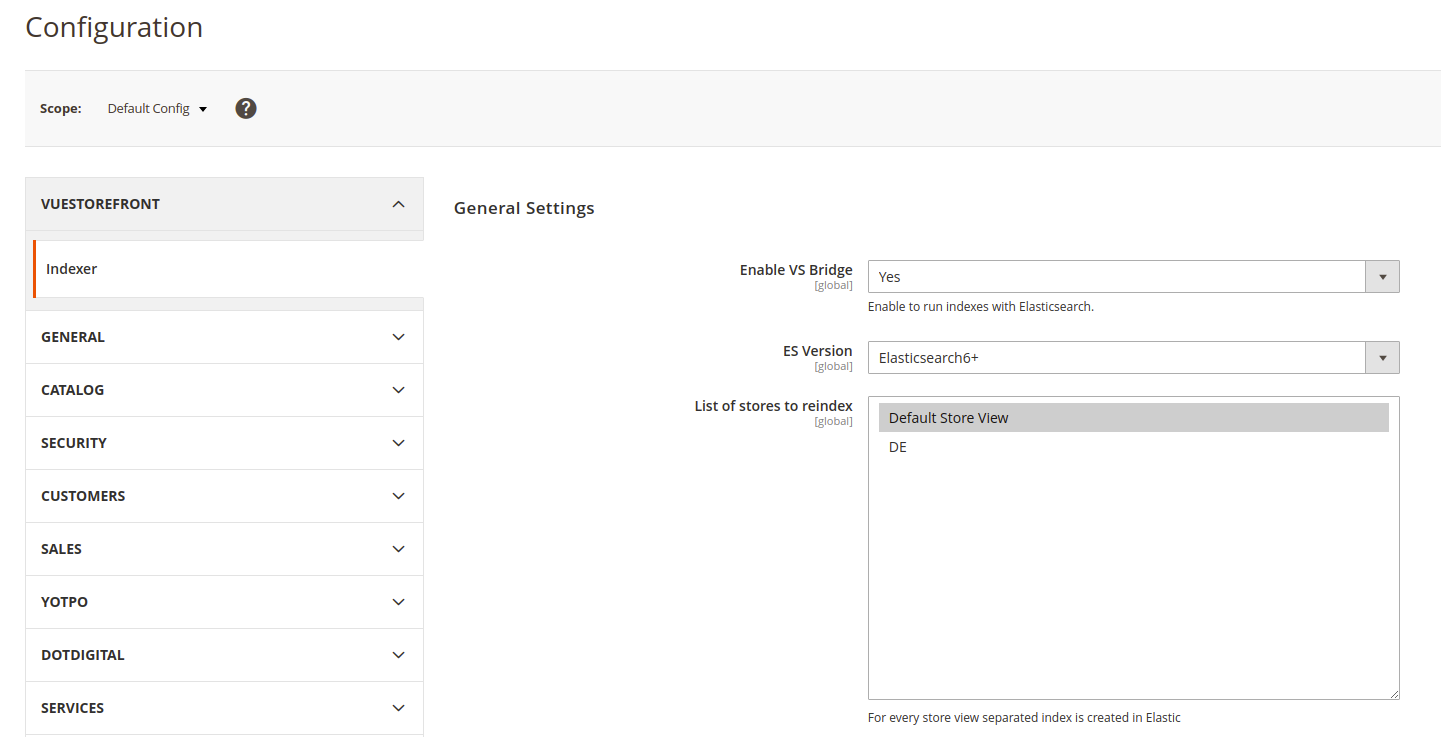 Configuration
Scope: Default Config ?
VUESTOREFRONT
Indexer
GENERAL
CATALOG
SECURITY
CUSTOMERS
SALES
YOTPO
DOTDIGITAL
SERVICES
General Settings
Enable VS Bridge
[global]
Yes
Enable to run indexes with Elasticsearch.
ES Version
[global]
Elasticsearch6+
List of stores to reindex
[global]
Default Store View
DE
For every store view separated index is created in Elastic